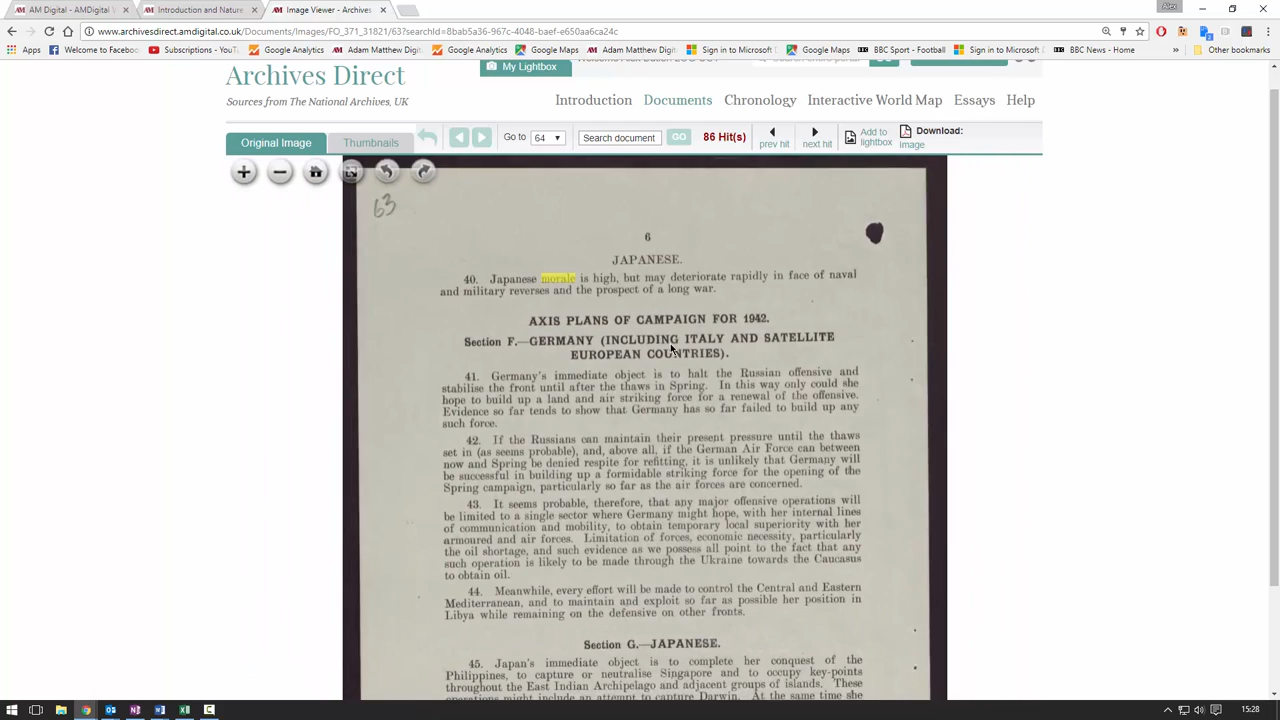 AM Digital - AMDigital W
Introduction and Nature
Image Viewer - Archives
Alex
www.archivesdirect.amdigital.co.uk/Documents/Images/FO_371_31821/63?searchId=8bab5a36-967c-4048-baef-e650aa6ca24c
Apps
Welcome to Facebook
Subscriptions - YouTu
Google Analytics
Adam Matthew Digital
Sign in to Microsoft
Google Maps
Adam Matthew Digital
Google Analytics
Google Maps
BBC Sport - Football
Sign in to Microsoft
BBC News - Home
Other bookmarks
My Lightbox
Archives Direct
Sources from The National Archives, UK
Introduction Documents Chronology Interactive World Map Essays Help
Original Image
Thumbnails
Go to
64
Search document
GO
86 Hit(s)
prev hit
next hit
Add to
lightbox
Download:
Image
63
6
JAPANESE.
40. Japanese morale is high, but may deteriorate rapidly in face of naval
and military reverses and the prospect of a long war.
AXIS PLANS OF CAMPAIGN FOR 1942.
Section F.—GERMANY (INCLUDING ITALY AND SATELLITE
EUROPEAN COUNTRIES).
41. Germany's immediate object is to halt the Russian offensive and
stabilise the front until after the thaws in Spring. In this way only could she
hope to build up a land and air striking force for a renewal of the offensive.
Evidence so far tends to show that Germany has so far failed to build up any
such force.
42. If the Russians can maintain their present pressure until the thaws
set in (as seems probable), and, above all, if the German Air Force can between
now and Spring be denied respite for refitting, it is unlikely that Germany will
be successful in building up a formidable striking force for the opening of the
Spring campaign, particularly so far as the air forces are concerned.
43. It seems probable, therefore, that any major offensive operations will
be limited to a single sector where Germany might hope, with her internal lines
of communication and mobility, to obtain temporary local superiority with her
armoured and air forces. Limitation of forces, economic necessity, particularly
the oil shortage, and such evidence as we possess all point to the fact that any
such operation is likely to be made through the Ukraine towards the Caucasus
to obtain oil.
44. Meanwhile, every effort will be made to control the Central and Eastern
Mediterranean, and to maintain and exploit so far as possible her position in
Libya while remaining on the defensive on other fronts.
Section G.—JAPANESE.
45. Japan's immediate object is to complete her conquest of the
Philippines, to capture or neutralise Singapore and to occupy key-points
throughout the East Indian Archipelago and adjacent groups of islands. These
operations might include an attempt to capture Darwin. At the same time she
15:28